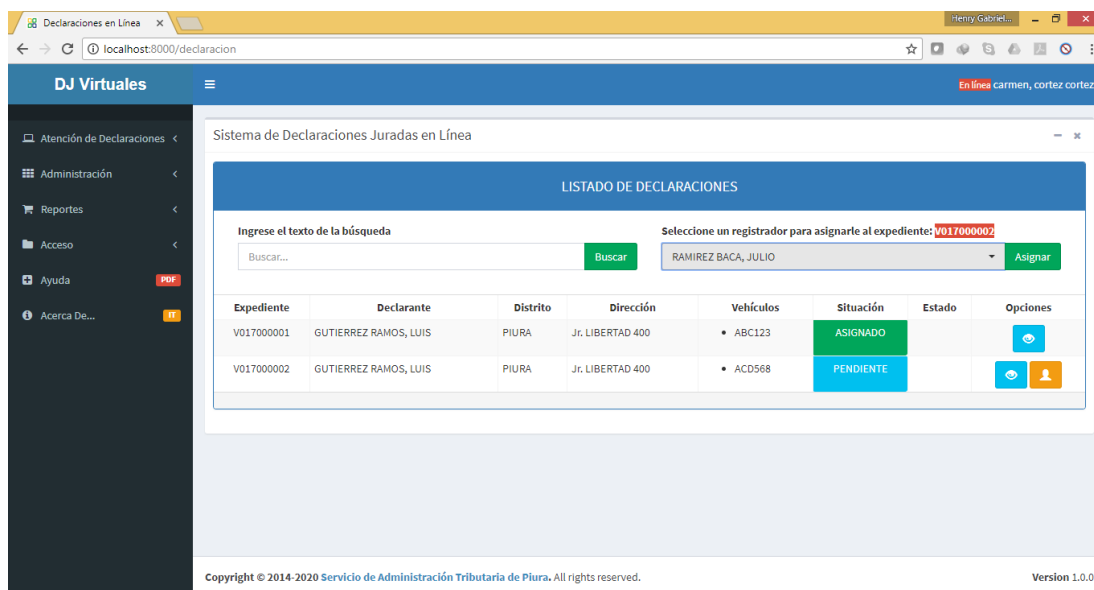 Declaraciones en Línea
Henry Gabriel...
localhost:8000/declaracion
DJ Virtuales
En línea carmen, cortez cortez
Atención de Declaraciones
Administración
Reportes
Acceso
Ayuda PDF
Acerca De... IT
Sistema de Declaraciones Juradas en Línea
LISTADO DE DECLARACIONES
Ingrese el texto de la búsqueda
Buscar... Buscar
Seleccione un registrador para asignarle al expediente: V017000002
RAMIREZ BACA, JULIO Asignar
Expediente Declarante Distrito Dirección Vehículos Situación Estado Opciones
V017000001 GUTIERREZ RAMOS, LUIS PIURA Jr. LIBERTAD 400 • ABC123 ASIGNADO
V017000002 GUTIERREZ RAMOS, LUIS PIURA Jr. LIBERTAD 400 • ACD568 PENDIENTE
Copyright © 2014-2020 Servicio de Administración Tributaria de Piura. All rights reserved.
Version 1.0.0